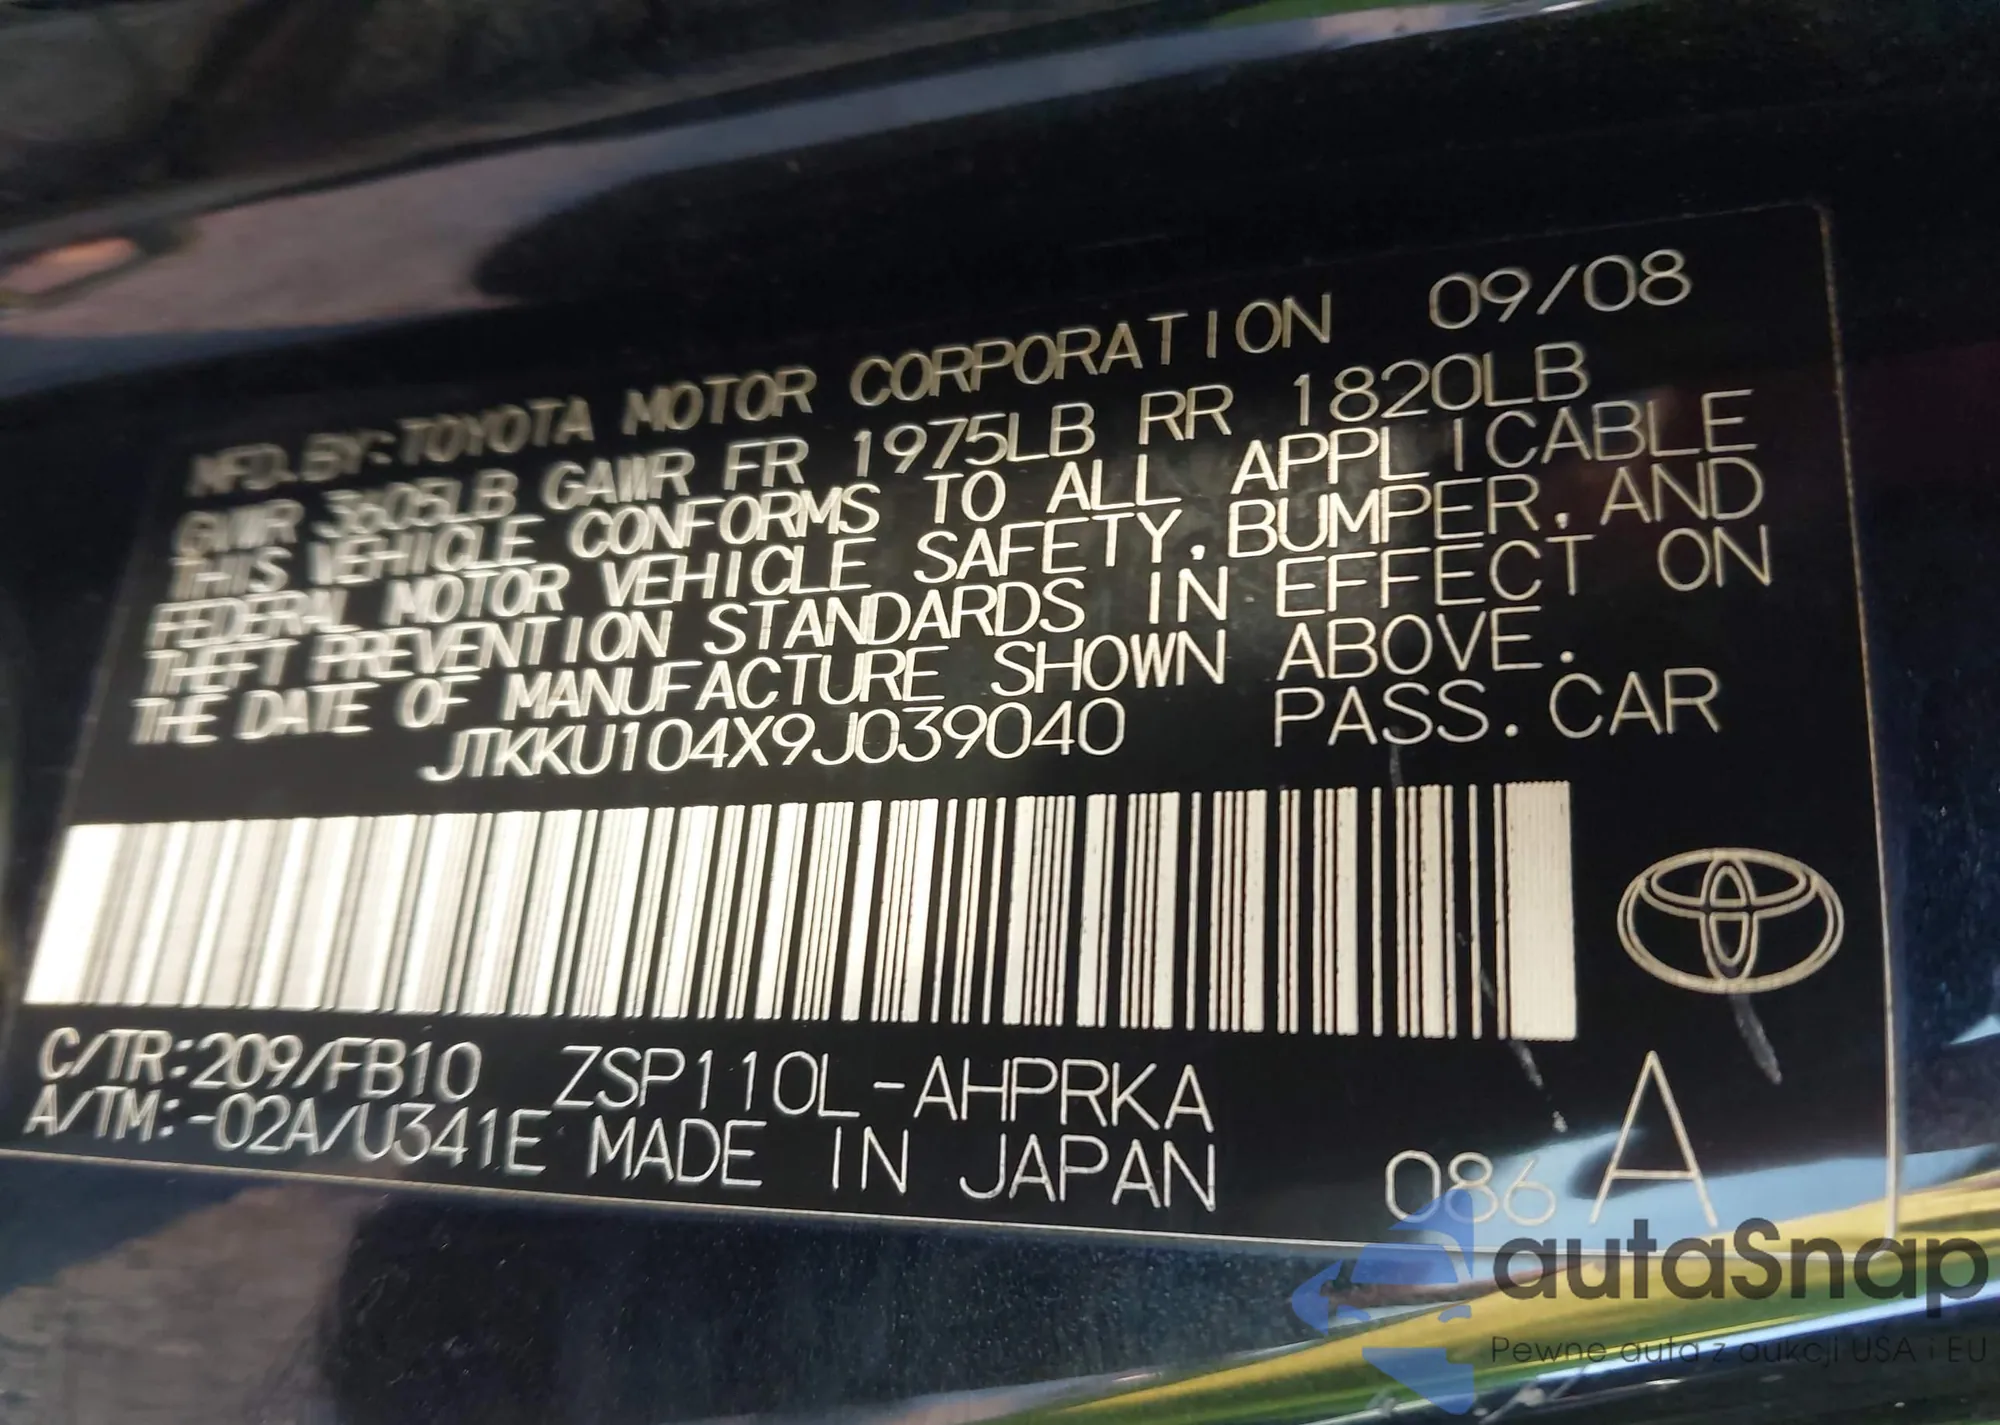 MFD.BY:TOYOTA MOTOR CORPORATION 09/08
GVWR 3605LB GAWR FR 1975LB RR 1820LB
THIS VEHICLE CONFORMS TO ALL APPLICABLE
FEDERAL MOTOR VEHICLE SAFETY,BUMPER,AND
THEFT PREVENTION STANDARDS IN EFFECT ON
THE DATE OF MANUFACTURE SHOWN ABOVE.
JTKKU104X9J039040 PASS.CAR
C/TR:209/FB10 ZSP110L-AHPRKA
A/TM:-02A/U341E MADE IN JAPAN 086 A
autaSnap
Pewne auta z aukcji USA i EU